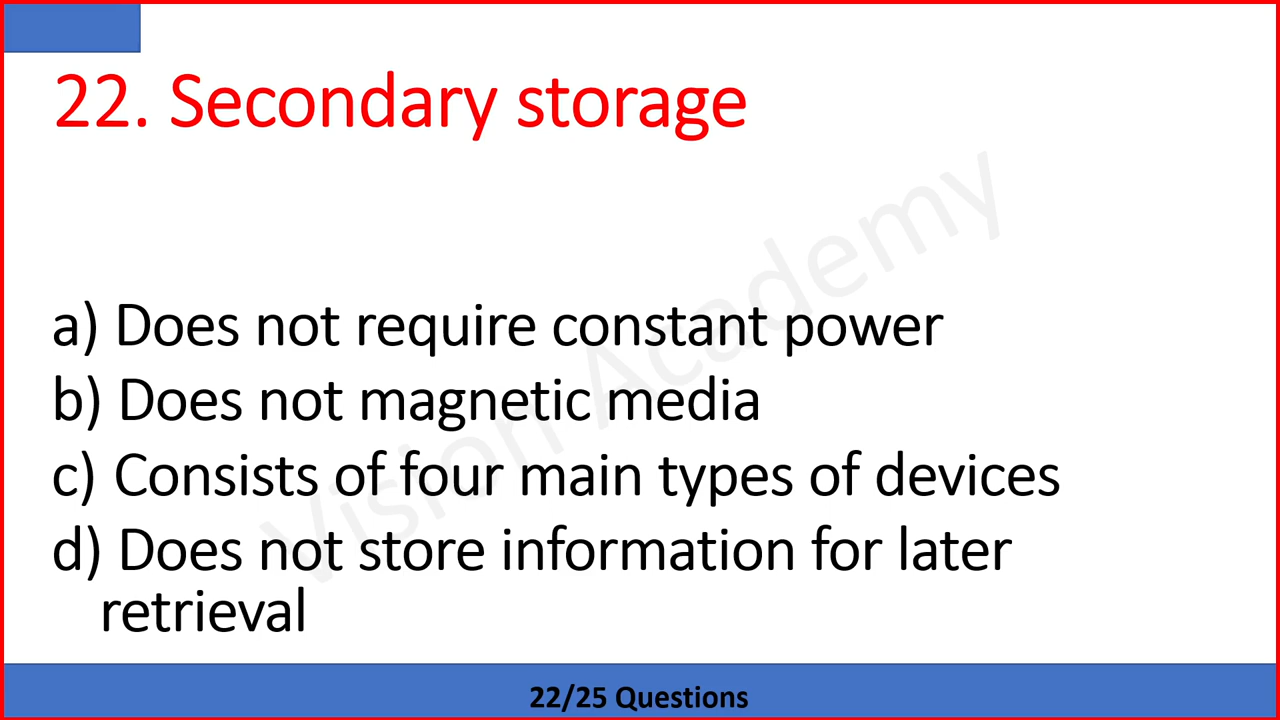 22. Secondary storage
a) Does not require constant power
b) Does not magnetic media
c) Consists of four main types of devices
d) Does not store information for later
retrieval
Vision Academy
22/25 Questions